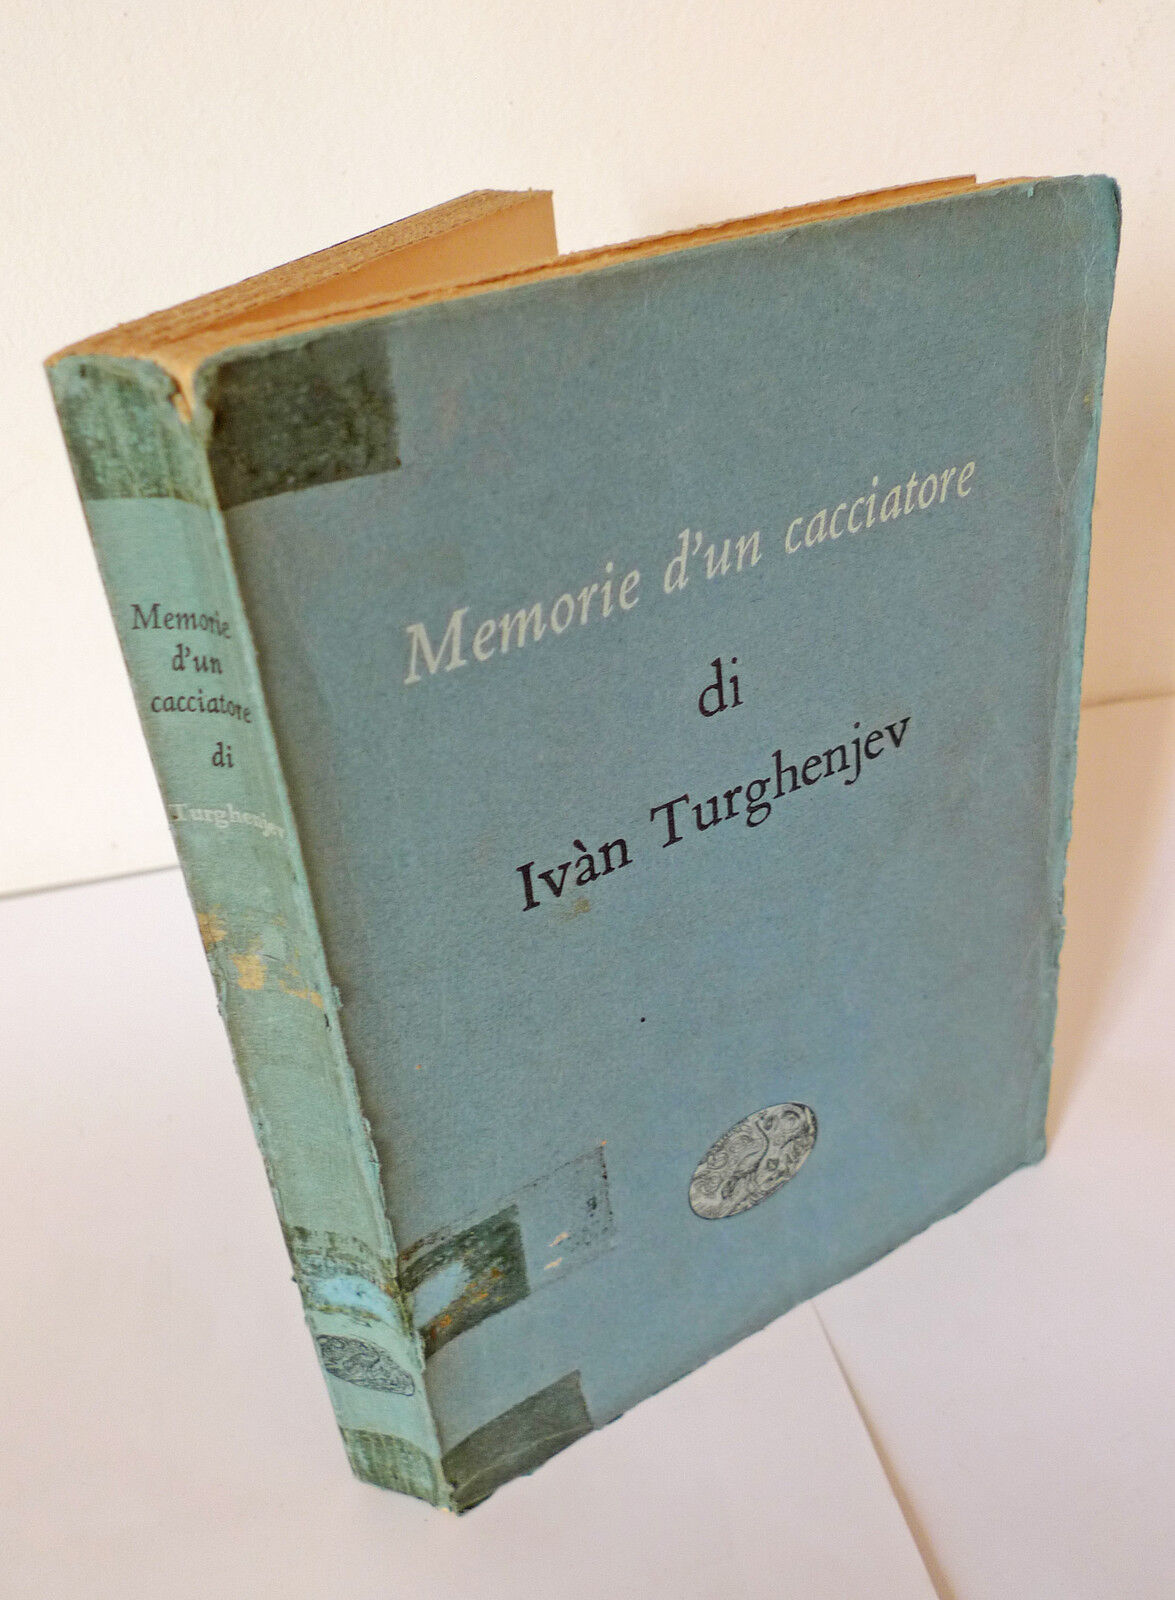 Memorie
d'un
cacciatore
di
Turghenjev
Memorie d'un cacciatore
di
Ivàn Turghenjev